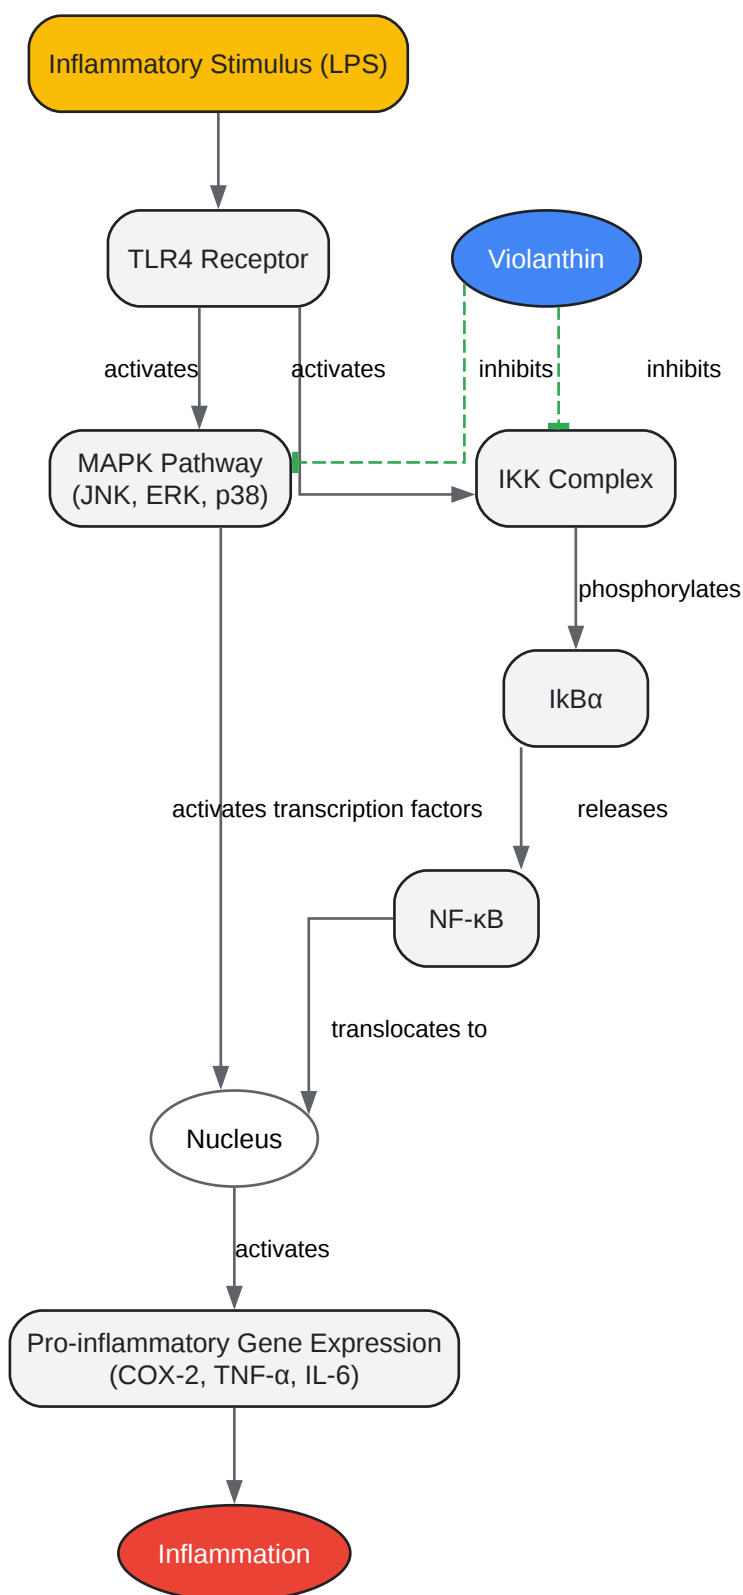 Inflammatory Stimulus (LPS)
TLR4 Receptor
Violanthin
activates
activates
inhibits
inhibits
MAPK Pathway
(JNK, ERK, p38)
IKK Complex
phosphorylates
IkBα
activates transcription factors
releases
NF-κB
translocates to
Nucleus
activates
Pro-inflammatory Gene Expression
(COX-2, TNF-α, IL-6)
Inflammation